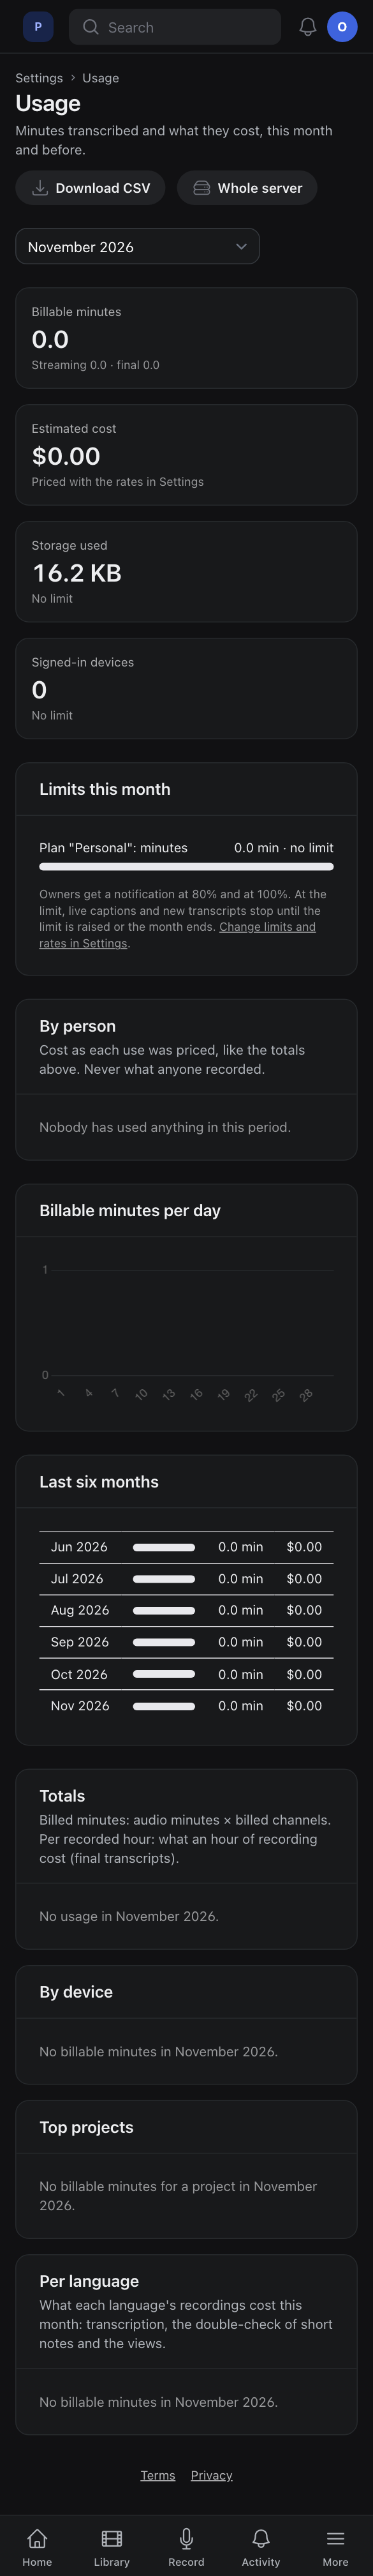 P
Search
O
Settings > Usage
Usage
Minutes transcribed and what they cost, this month
and before.
Download CSV
Whole server
November 2026
Billable minutes
0.0
Streaming 0.0 · final 0.0
Estimated cost
$0.00
Priced with the rates in Settings
Storage used
16.2 KB
No limit
Signed-in devices
0
No limit
Limits this month
Plan "Personal": minutes 0.0 min · no limit
Owners get a notification at 80% and at 100%. At the
limit, live captions and new transcripts stop until the
limit is raised or the month ends. Change limits and
rates in Settings.
By person
Cost as each use was priced, like the totals
above. Never what anyone recorded.
Nobody has used anything in this period.
Billable minutes per day
1
0
1 4 7 10 13 16 19 22 25 28
Last six months
Jun 2026 0.0 min $0.00
Jul 2026 0.0 min $0.00
Aug 2026 0.0 min $0.00
Sep 2026 0.0 min $0.00
Oct 2026 0.0 min $0.00
Nov 2026 0.0 min $0.00
Totals
Billed minutes: audio minutes × billed channels.
Per recorded hour: what an hour of recording
cost (final transcripts).
No usage in November 2026.
By device
No billable minutes in November 2026.
Top projects
No billable minutes for a project in November
2026.
Per language
What each language's recordings cost this
month: transcription, the double-check of short
notes and the views.
No billable minutes in November 2026.
Terms Privacy
Home Library Record Activity More